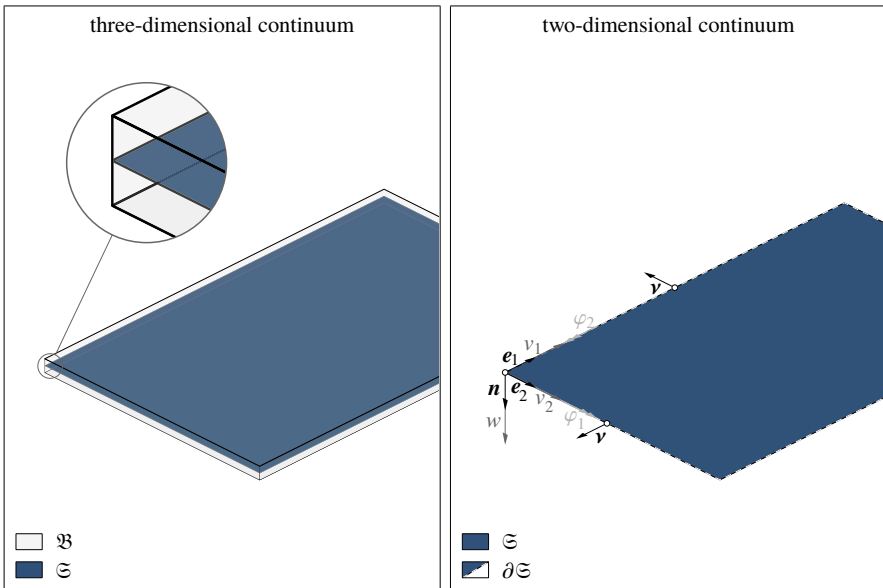 three-dimensional continuum
𝔅
𝔖
two-dimensional continuum
ν
φ₂
v₁
e₁
n
e₂
v₂
w
φ₁
ν
𝔖
∂𝔖